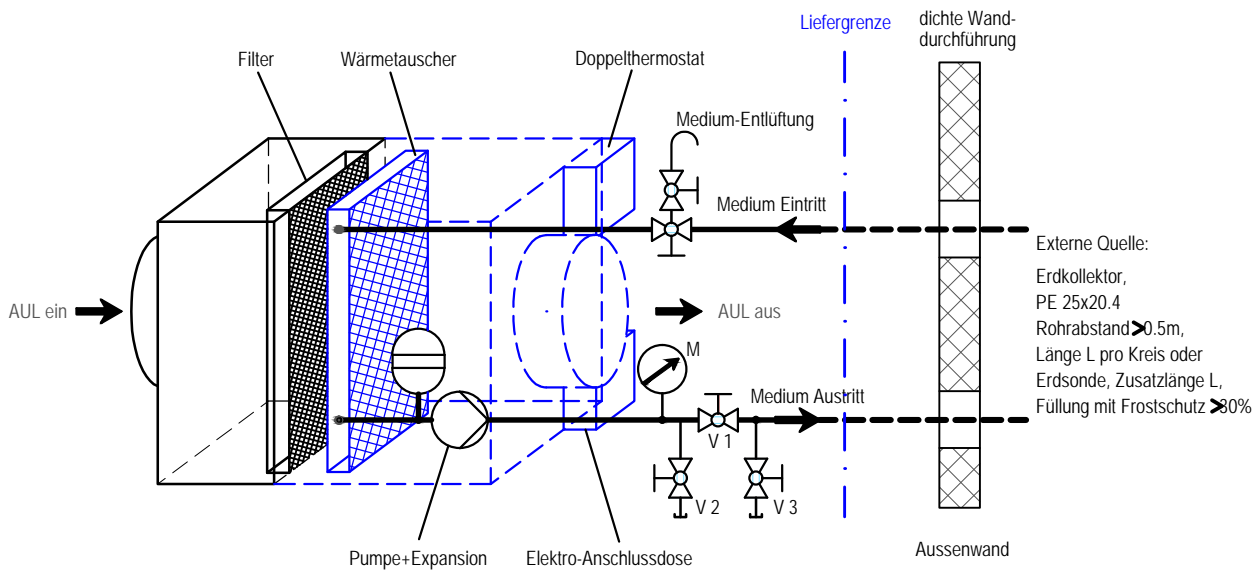 Liefergrenze
dichte Wand-
durchführung
Filter
Wärmetauscher
Doppelthermostat
Medium-Entlüftung
Medium Eintritt
AUL ein
AUL aus
M
Medium Austritt
V 1
V 2
V 3
Externe Quelle:
Erdkollektor,
PE 25x20.4
Rohrabstand >0.5m,
Länge L pro Kreis oder
Erdsonde, Zusatzlänge L,
Füllung mit Frostschutz >30%
Pumpe+Expansion
Elektro-Anschlussdose
Aussenwand